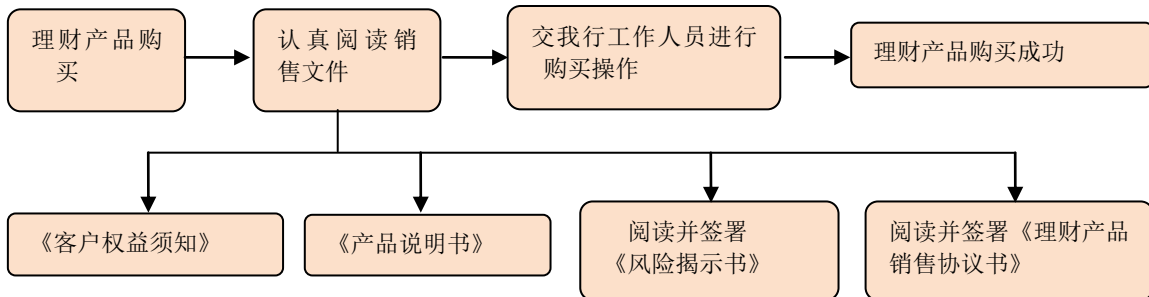 理财产品购
买
认真阅读销
售文件
交我行工作人员进行
购买操作
理财产品购买成功
《客户权益须知》
《产品说明书》
阅读并签署
《风险揭示书》
阅读并签署《理财产品
销售协议书》